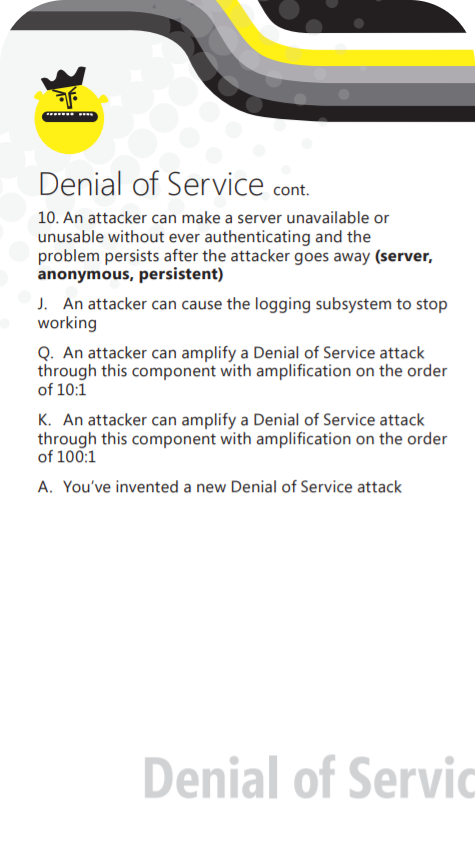 Denial of Service cont.
10. An attacker can make a server unavailable or
unusable without ever authenticating and the
problem persists after the attacker goes away (server,
anonymous, persistent)
J. An attacker can cause the logging subsystem to stop
working
Q. An attacker can amplify a Denial of Service attack
through this component with amplification on the order
of 10:1
K. An attacker can amplify a Denial of Service attack
through this component with amplification on the order
of 100:1
A. You’ve invented a new Denial of Service attack
Denial of Servic